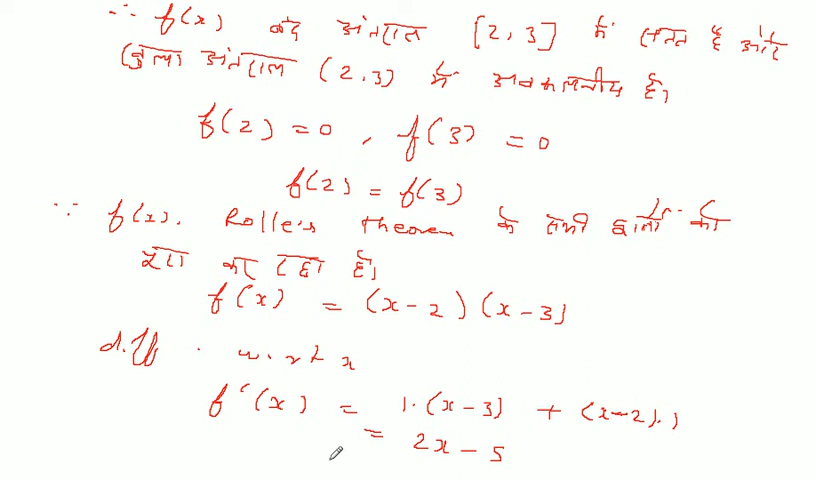 ∴ f(x) बंद अंतराल [2, 3] में सतत है और
खुला अंतराल (2, 3) में अवकलनीय है।
f(2) = 0 , f(3) = 0
f(2) = f(3)
∵ f(x). Rolle's Theorem के सभी शर्तों को
पूरा कर रहा है।
f(x) = (x-2) (x-3)
diff . w.r.t x
f'(x) = 1.(x-3) + (x-2).1
= 2x - 5